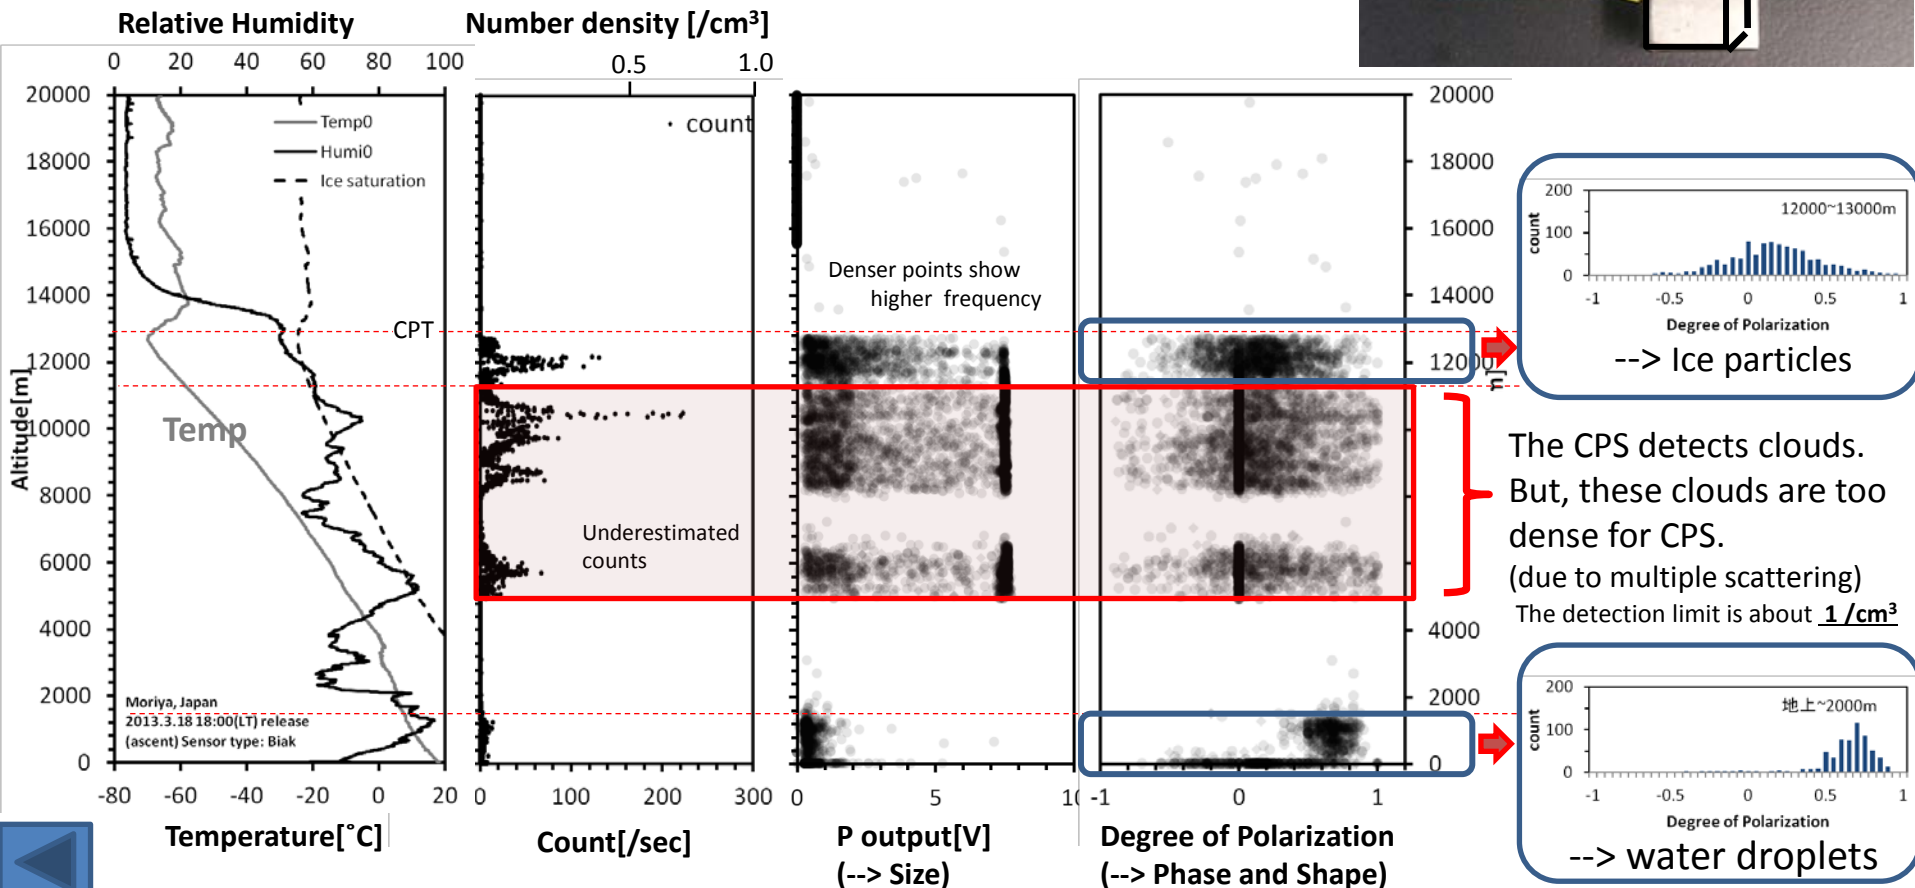 Relative Humidity
0 20 40 60 80 100
Number density [/cm³]
0.5 1.0
Altitude[m]
20000
18000
16000
14000
12000
10000
8000
6000
4000
2000
0
Temp0
Humi0
Ice saturation
CPT
Temp
Moriya, Japan
2013.3.18 18:00(LT) release
(ascent) Sensor type: Biak
-80 -60 -40 -20 0 20
Temperature[˚C]
count
Underestimated
counts
0 100 200 300
Count[/sec]
Denser points show
higher frequency
0 5 10
P output[V]
(--> Size)
20000
18000
16000
14000
12000
4000
2000
0
-1 0 1
Degree of Polarization
(--> Phase and Shape)
200
100
0
count
12000~13000m
-1 -0.5 0 0.5 1
Degree of Polarization
--> Ice particles
The CPS detects clouds.
But, these clouds are too
dense for CPS.
(due to multiple scattering)
The detection limit is about 1 /cm³
200
100
0
count
地上~2000m
-1 -0.5 0 0.5 1
Degree of Polarization
--> water droplets